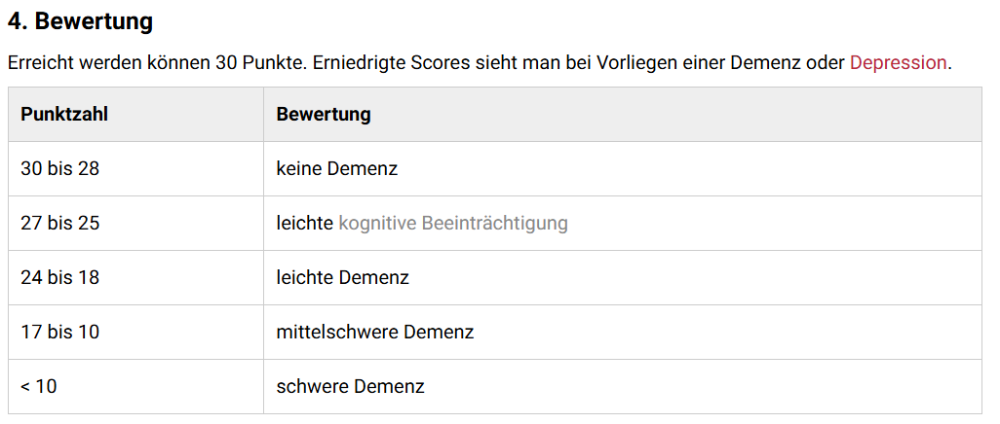 4. Bewertung
Erreicht werden können 30 Punkte. Erniedrigte Scores sieht man bei Vorliegen einer Demenz oder Depression.
Punktzahl Bewertung
30 bis 28 keine Demenz
27 bis 25 leichte kognitive Beeinträchtigung
24 bis 18 leichte Demenz
17 bis 10 mittelschwere Demenz
< 10 schwere Demenz